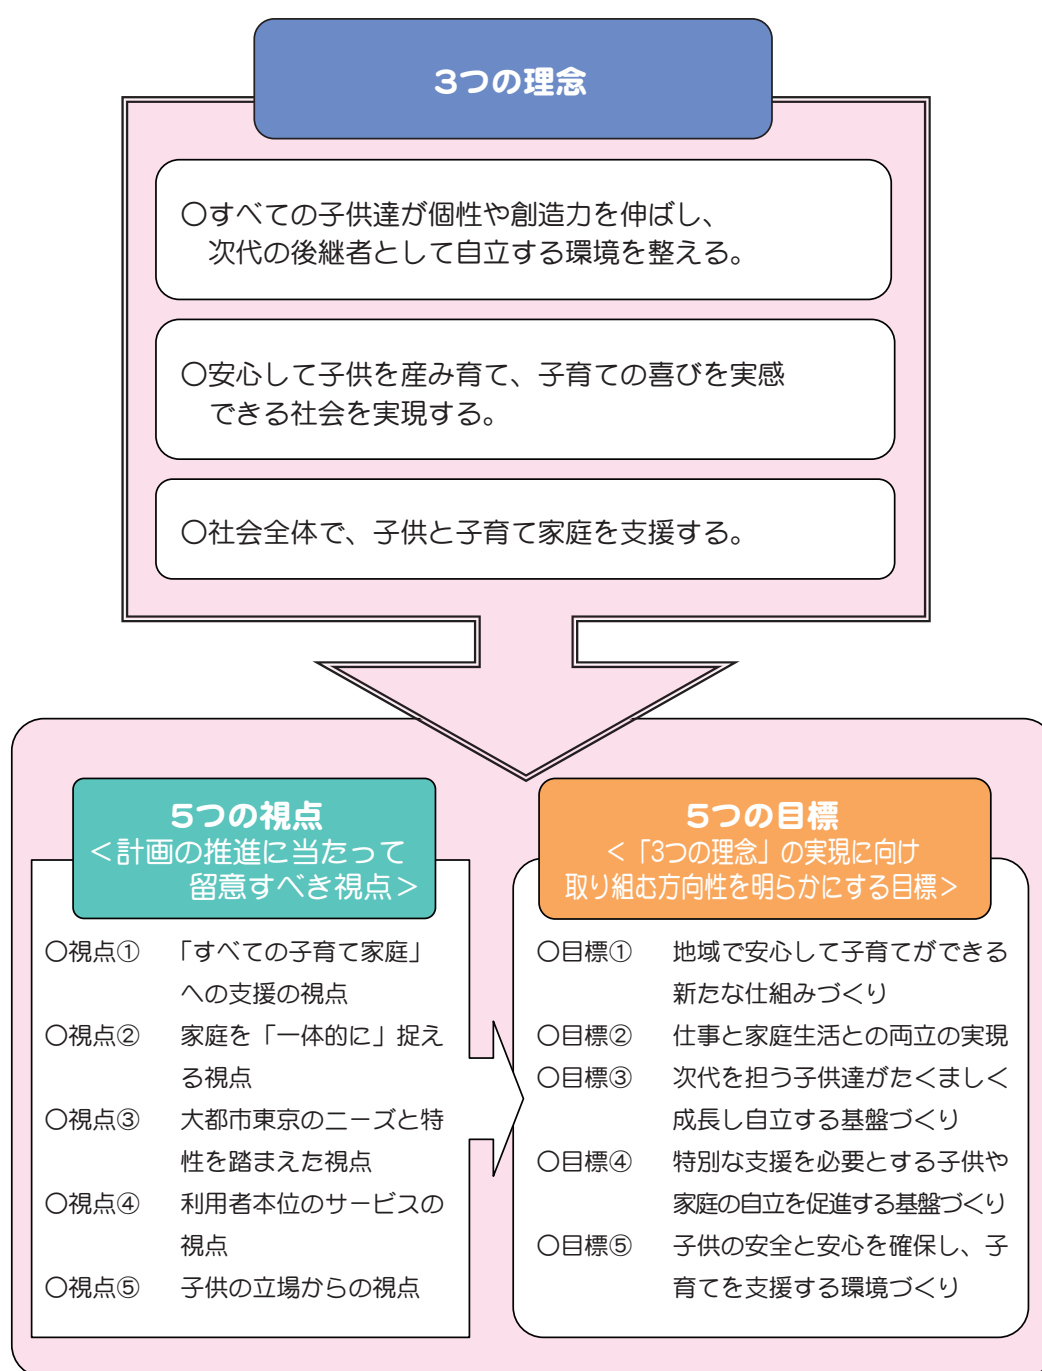 3つの理念
〇すべての子供達が個性や創造力を伸ばし、
次代の後継者として自立する環境を整える。
〇安心して子供を産み育て、子育ての喜びを実感
できる社会を実現する。
〇社会全体で、子供と子育て家庭を支援する。
5つの視点
＜計画の推進に当たって
留意すべき視点＞
〇視点① 「すべての子育て家庭」
への支援の視点
〇視点② 家庭を「一体的に」捉え
る視点
〇視点③ 大都市東京のニーズと特
性を踏まえた視点
〇視点④ 利用者本位のサービスの
視点
〇視点⑤ 子供の立場からの視点
5つの目標
＜「3つの理念」の実現に向け
取り組む方向性を明らかにする目標＞
〇目標① 地域で安心して子育てができる
新たな仕組みづくり
〇目標② 仕事と家庭生活との両立の実現
〇目標③ 次代を担う子供達がたくましく
成長し自立する基盤づくり
〇目標④ 特別な支援を必要とする子供や
家庭の自立を促進する基盤づくり
〇目標⑤ 子供の安全と安心を確保し、子
育てを支援する環境づくり